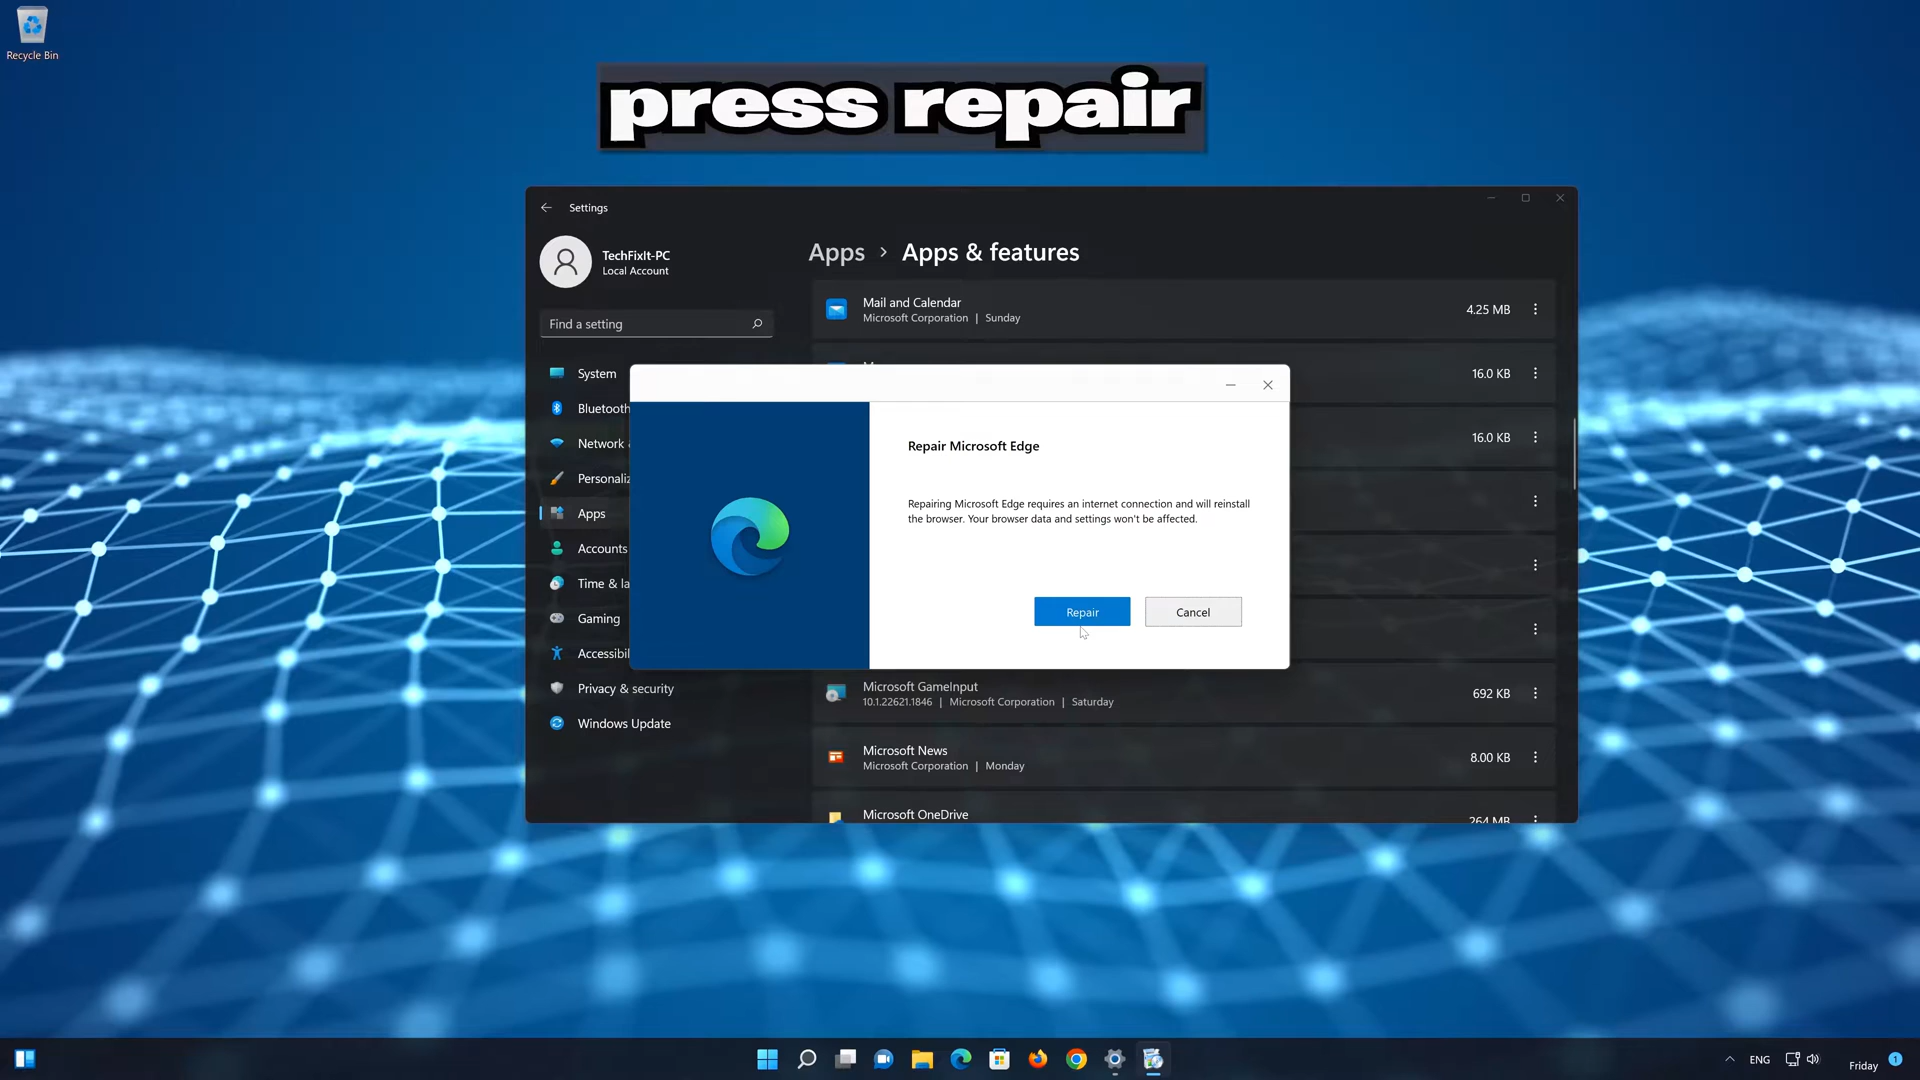 Recycle Bin
press repair
Settings
TechFixIt-PC
Local Account
Find a setting
System
Bluetooth
Network
Personaliz
Apps
Accounts
Time & la
Gaming
Accessibil
Privacy & security
Windows Update
Apps > Apps & features
Mail and Calendar
Microsoft Corporation | Sunday
4.25 MB
16.0 KB
16.0 KB
Repair Microsoft Edge
Repairing Microsoft Edge requires an internet connection and will reinstall
the browser. Your browser data and settings won't be affected.
Repair
Cancel
Microsoft GameInput
10.1.22621.1846 | Microsoft Corporation | Saturday
692 KB
Microsoft News
Microsoft Corporation | Monday
8.00 KB
Microsoft OneDrive
264 MB
ENG
Friday
1